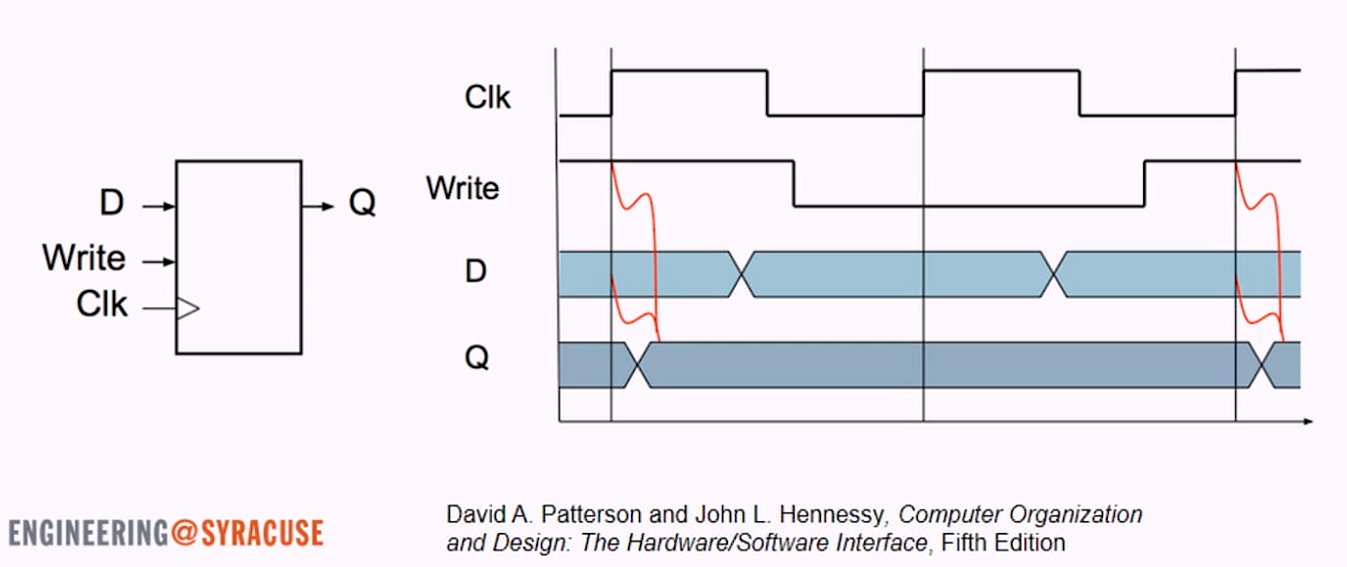 D
Q
Write
Clk
Clk
Write
D
Q
ENGINEERING@SYRACUSE
David A. Patterson and John L. Hennessy, Computer Organization
and Design: The Hardware/Software Interface, Fifth Edition